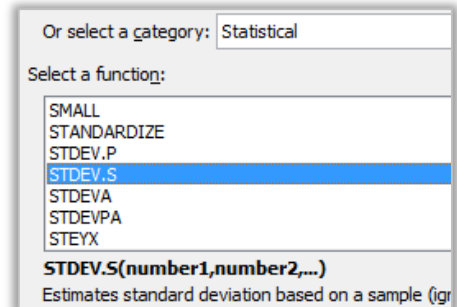 Or select a category: Statistical
Select a function:
SMALL
STANDARDIZE
STDEV.P
STDEV.S
STDEVA
STDEVPA
STEYX
STDEV.S(number1,number2,...)
Estimates standard deviation based on a sample